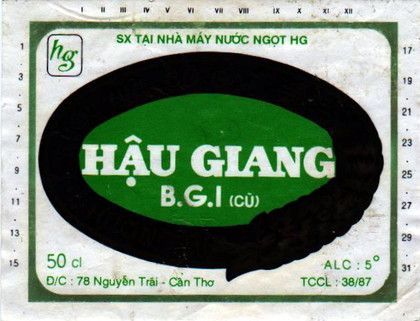 I II III IV V VI VII VIII IX X XI XII
hg
SX TẠI NHÀ MÁY NƯỚC NGỌT HG
1
3
5
7
9
11
13
15
17
19
21
23
25
27
29
31
HẬU GIANG
B.G.I (CŨ)
50 cl
ALC : 5°
Đ/C : 78 Nguyễn Trãi - Cần Thơ
TCCL : 38/87